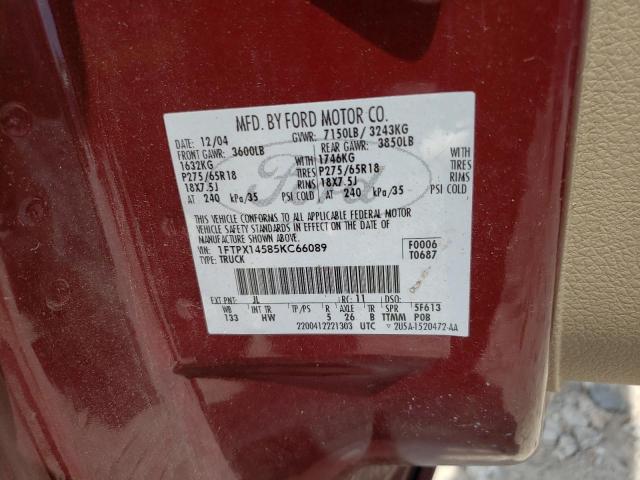 MFD. BY FORD MOTOR CO.
DATE: 12/04 GVWR: 7150LB/ 3243KG
FRONT GAWR: 3600LB REAR GAWR: 3850LB
1632KG 1746KG WITH
P275/65R18 TIRES P275/65R18 TIRES
18X7.5J RIMS 18X7.5J RIMS
AT 240 kPa/35 PSI COLD AT 240 kPa/35 PSI COLD
THIS VEHICLE CONFORMS TO ALL APPLICABLE FEDERAL MOTOR
VEHICLE SAFETY STANDARDS IN EFFECT ON THE DATE OF
MANUFACTURE SHOWN ABOVE.
VIN: 1FTPX14585KC66089 F0006
TYPE: TRUCK T0687
EXT PNT: JL RC: 11 DSO:
WB INT TR TP/PS R AXLE TR SPR 5F613
133 HW 5 26 B TTMM POB
2200412221303 UTC 2U5A-1520472-AA
Ford